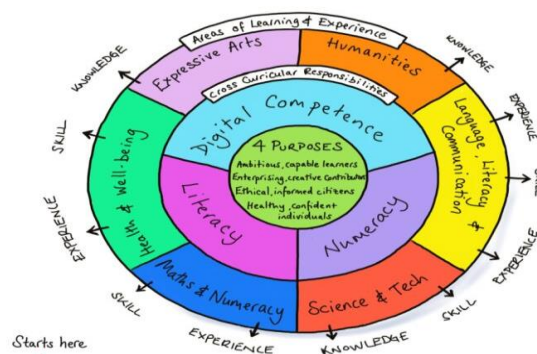 Areas of Learning & Experience
Expressive Arts
Humanities
Cross Curricular Responsibilities
Digital Competence
4 PURPOSES
Ambitious, capable learners
Enterprising, creative Contributors
Ethical, informed citizens
Healthy, confident
individuals
Literacy
Numeracy
Health & Well-being
Language, Literacy &
Communication
Maths & Numeracy
Science & Tech
KNOWLEDGE
SKILL
EXPERIENCE
SKILL
EXPERIENCE
KNOWLEDGE
SKILL
EXPERIENCE
EXPERIENCE
KNOWLEDGE
Starts here